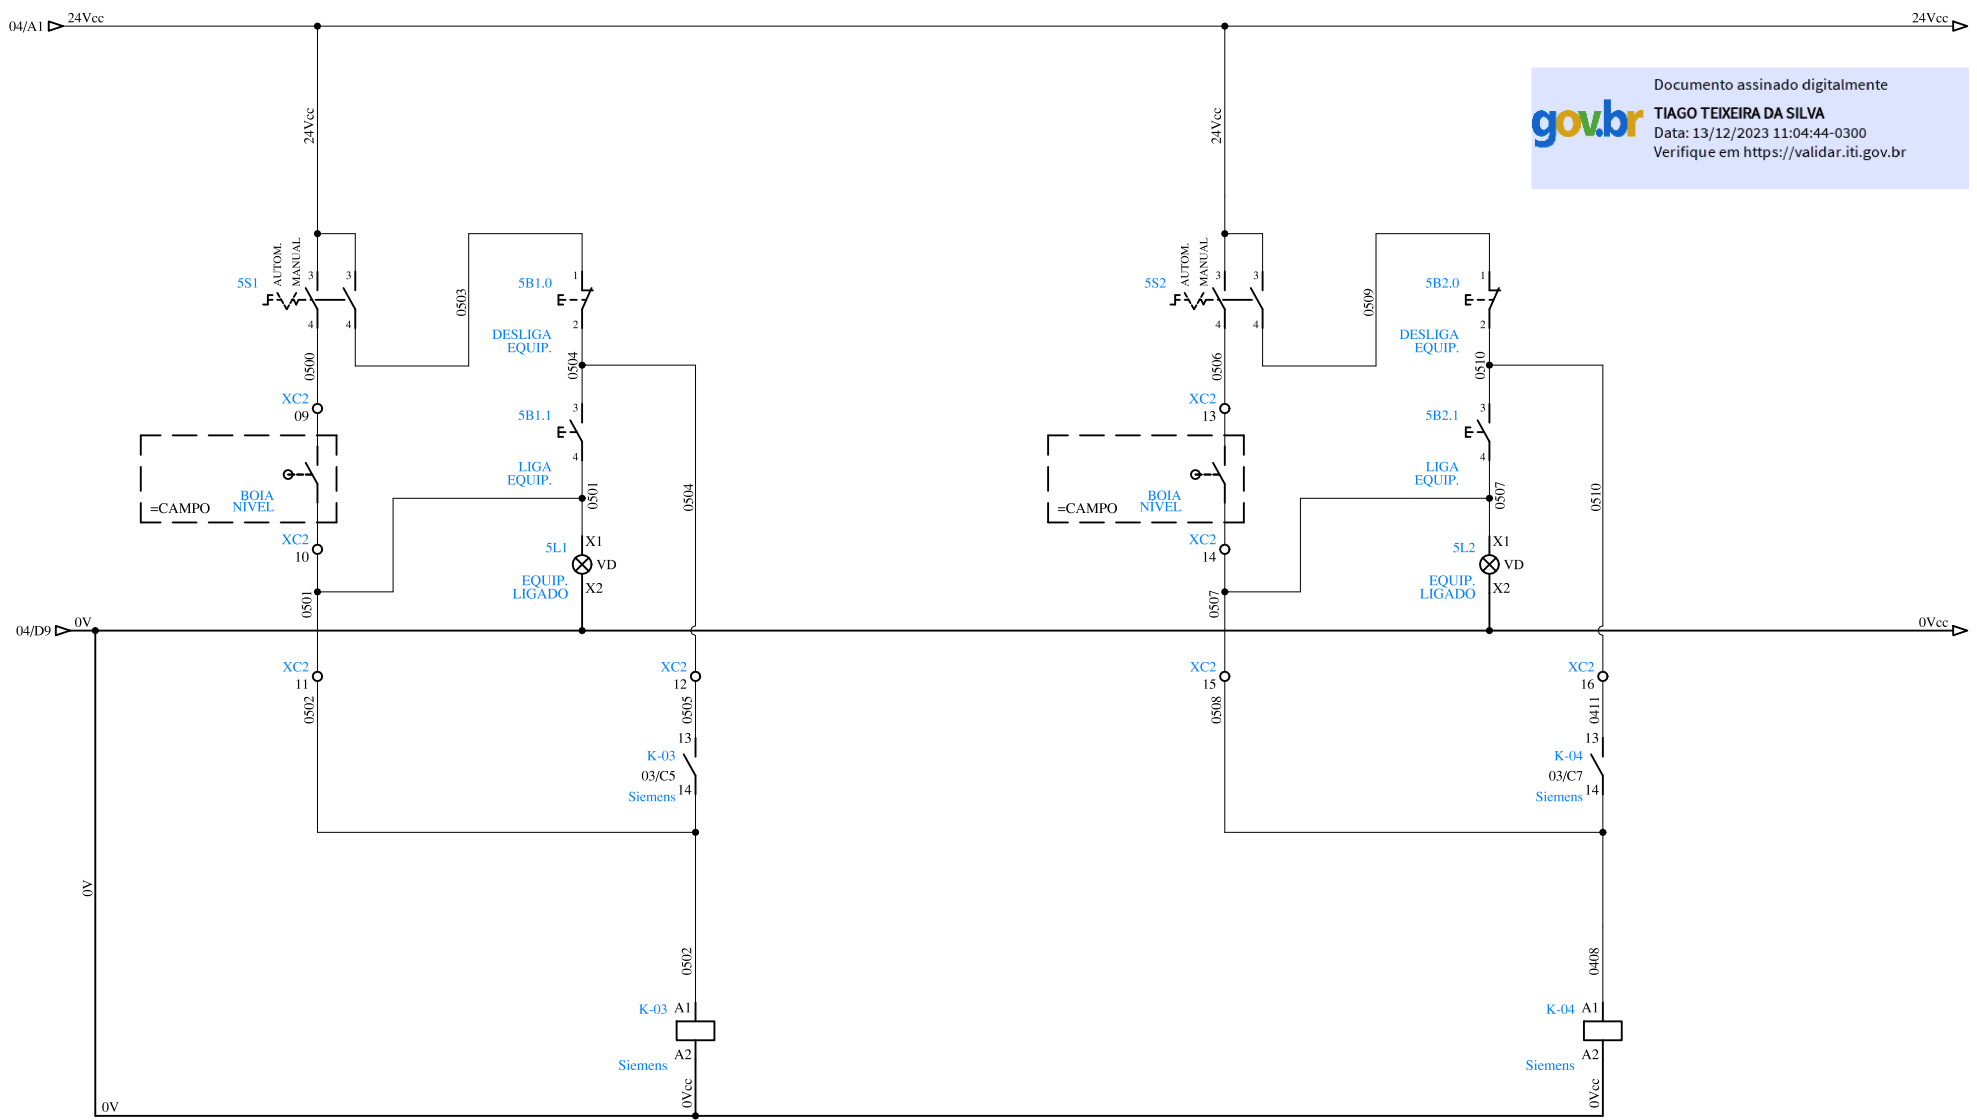 24Vcc
04/A1
24Vcc
Documento assinado digitalmente
gov.br
TIAGO TEIXEIRA DA SILVA
Data: 13/12/2023 11:04:44-0300
Verifique em https://validar.iti.gov.br
24Vcc
24Vcc
AUTOM.
MANUAL
5S1
3
3
4
4
0503
5B1.0
1
2
DESLIGA
EQUIP.
0500
0504
XC2
09
5B1.1
3
4
LIGA
EQUIP.
=CAMPO
BOIA
NIVEL
0501
0504
XC2
10
5L1
X1
VD
X2
EQUIP.
LIGADO
0501
AUTOM.
MANUAL
5S2
3
3
4
4
0509
5B2.0
1
2
DESLIGA
EQUIP.
0506
0510
XC2
13
5B2.1
3
4
LIGA
EQUIP.
=CAMPO
BOIA
NIVEL
0507
0510
XC2
14
5L2
X1
VD
X2
EQUIP.
LIGADO
0507
04/D9
0V
0Vcc
XC2
11
0502
XC2
12
0505
13
K-03
03/C5
14
Siemens
XC2
15
0508
XC2
16
0411
13
K-04
03/C7
14
Siemens
0V
0502
K-03
A1
A2
Siemens
0Vcc
0408
K-04
A1
A2
Siemens
0Vcc
0V